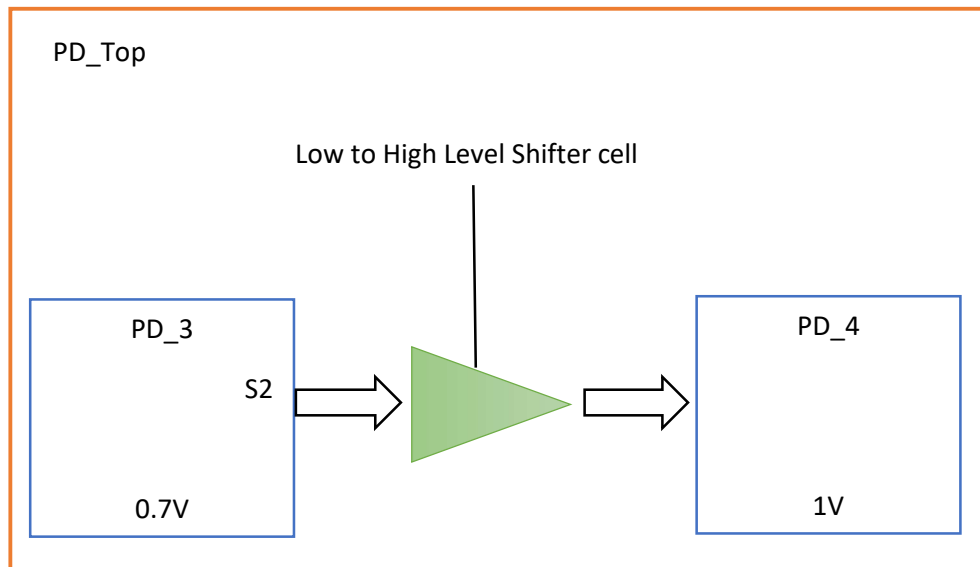 PD_Top
Low to High Level Shifter cell
PD_3
PD_4
S2
0.7V
1V